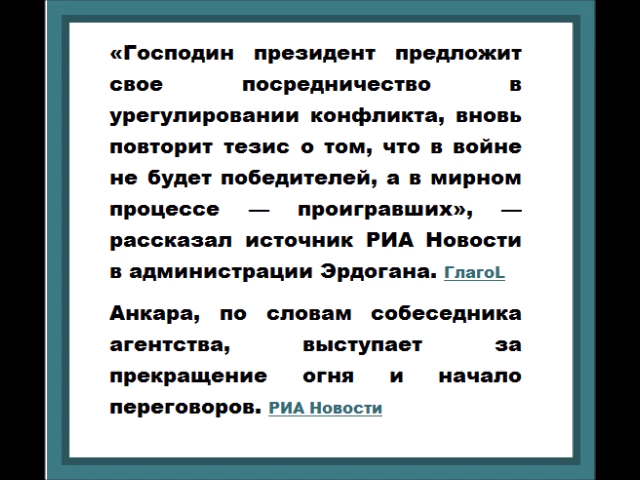 «Господин президент предложит
свое посредничество в
урегулировании конфликта, вновь
повторит тезис о том, что в войне
не будет победителей, а в мирном
процессе — проигравших», —
рассказал источник РИА Новости
в администрации Эрдогана. ГлагоL
Анкара, по словам собеседника
агентства, выступает за
прекращение огня и начало
переговоров. РИА Новости